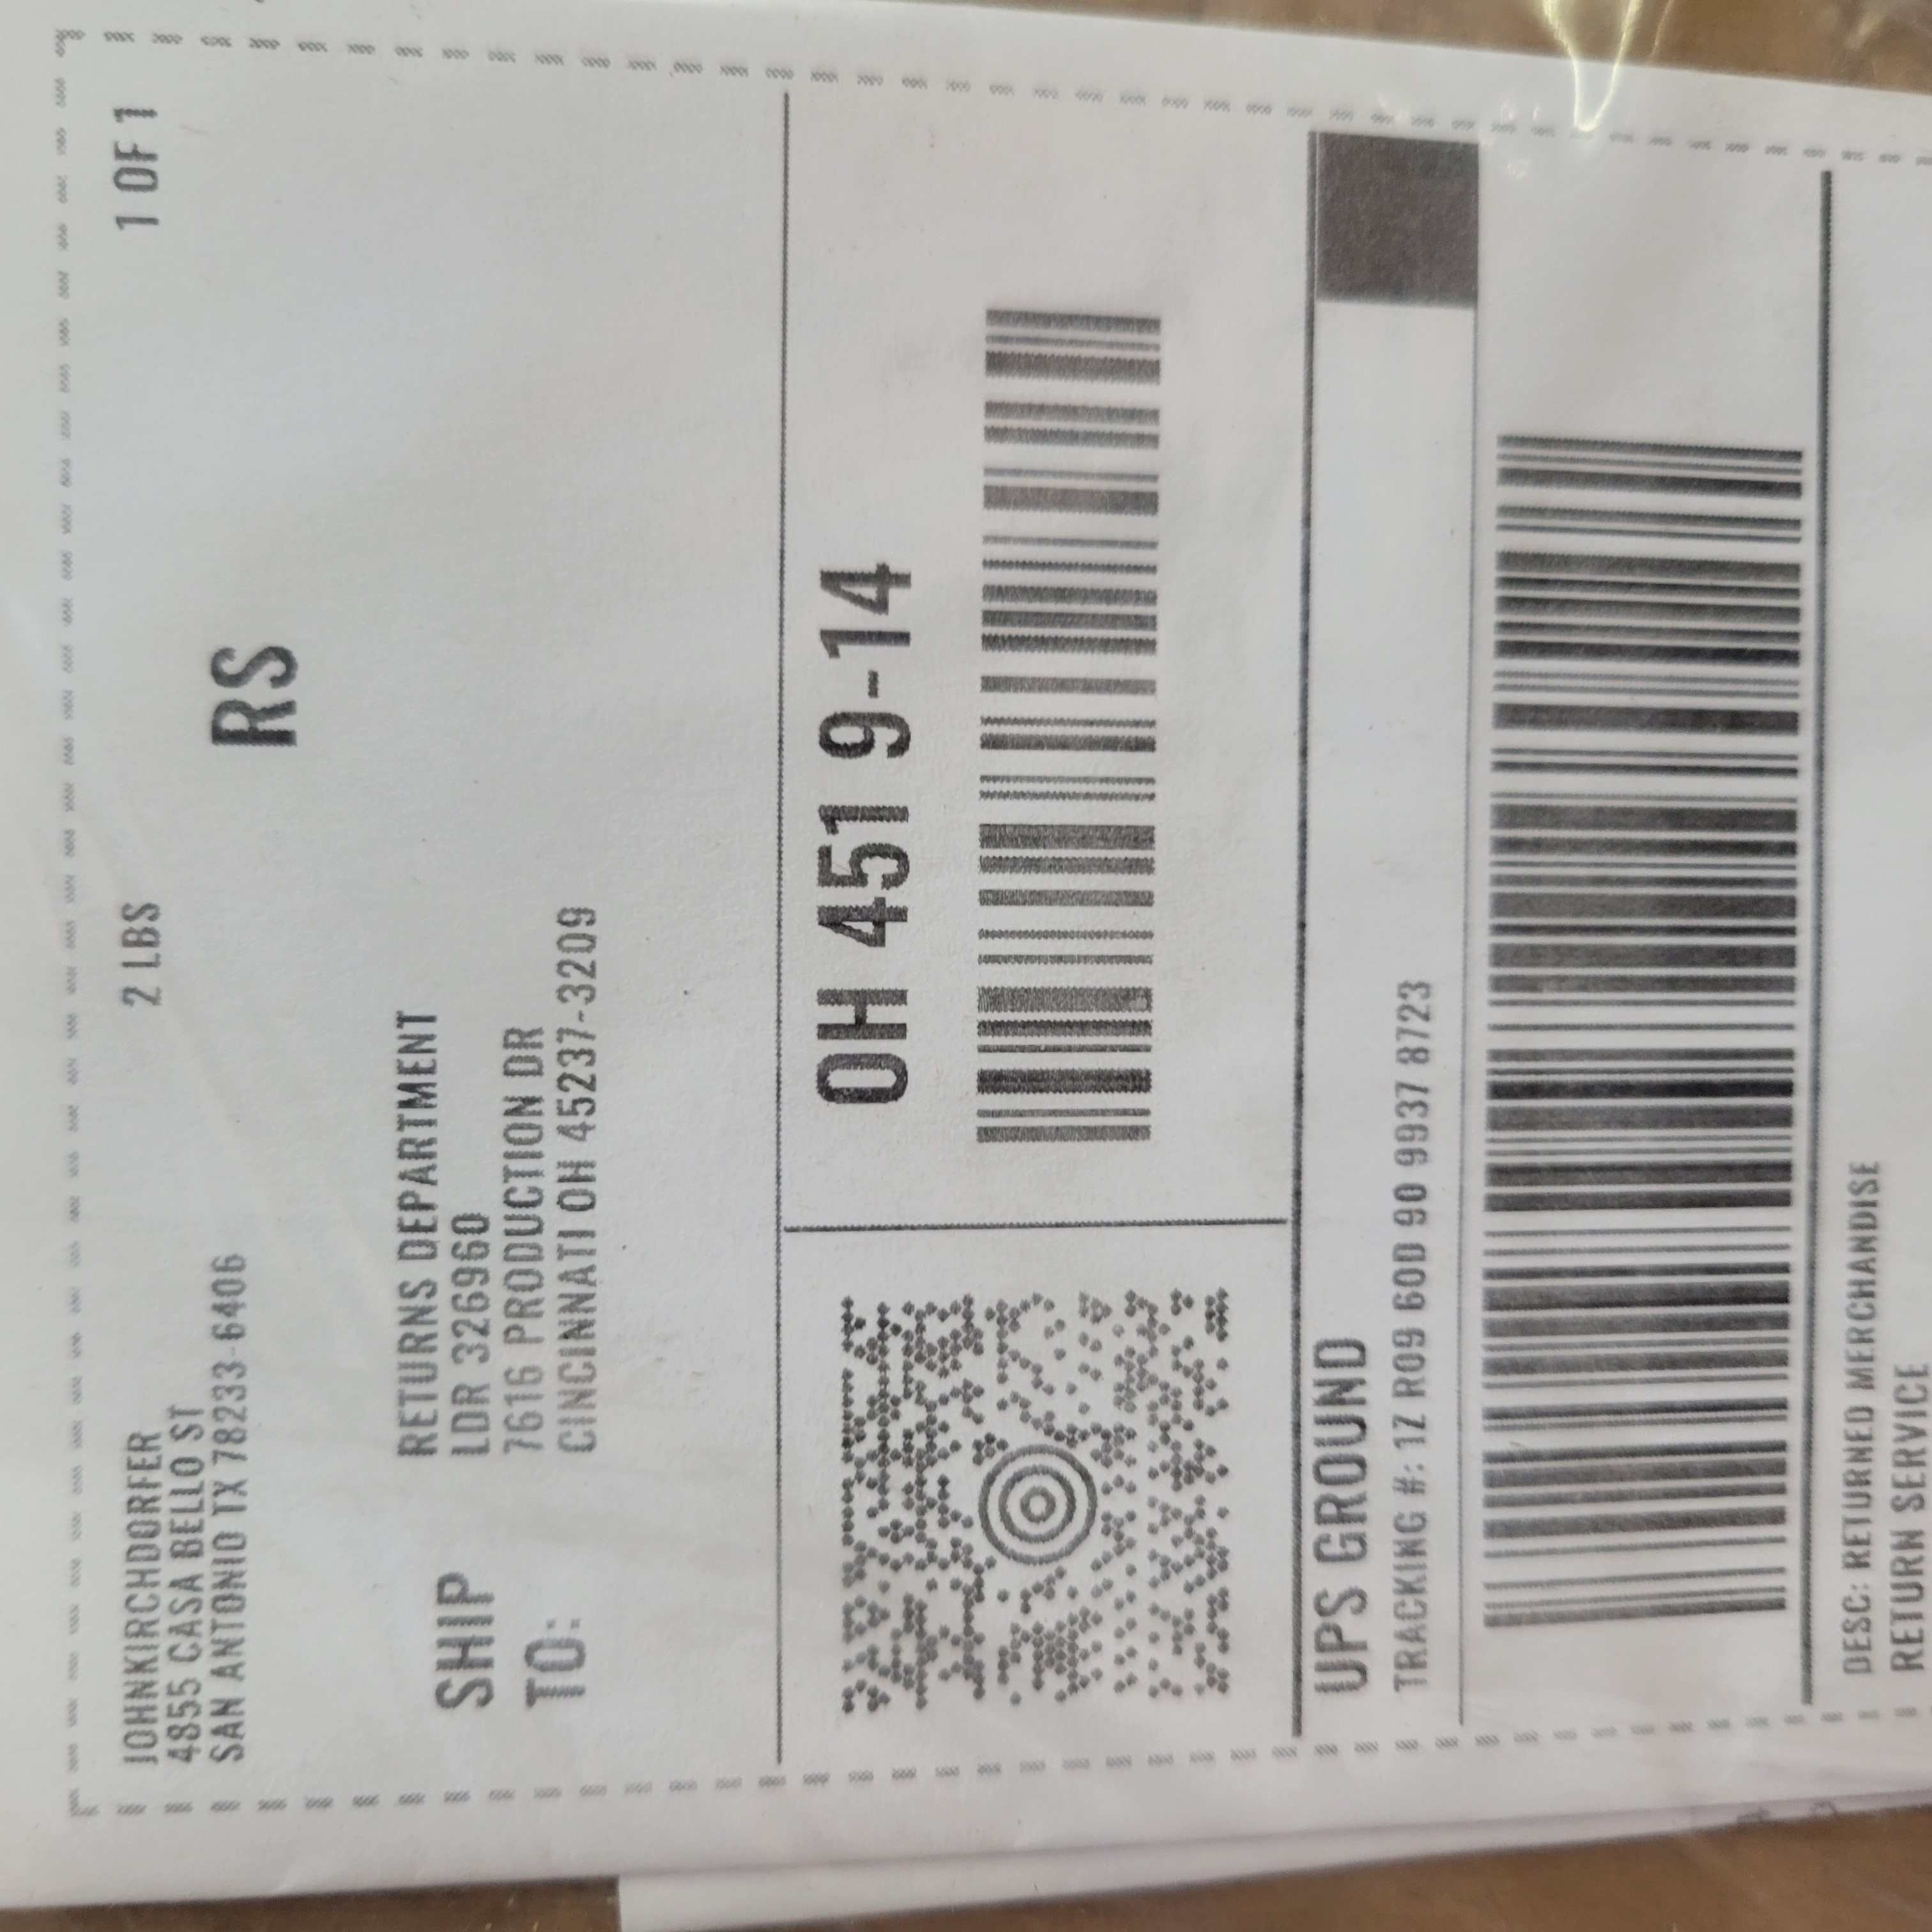 JOHNKIRCHDORFER
4855 CASA BELLO ST
SAN ANTONIO TX 78233-6406
2 LBS
1 OF 1
RS
SHIP
TO:
RETURNS DEPARTMENT
LDR 326960
7616 PRODUCTION DR
CINCINNATI OH 45237-3209
OH 451 9-14
UPS GROUND
TRACKING #: 1Z R09 60D 90 9937 8723
DESC: RETURNED MERCHANDISE
RETURN SERVICE